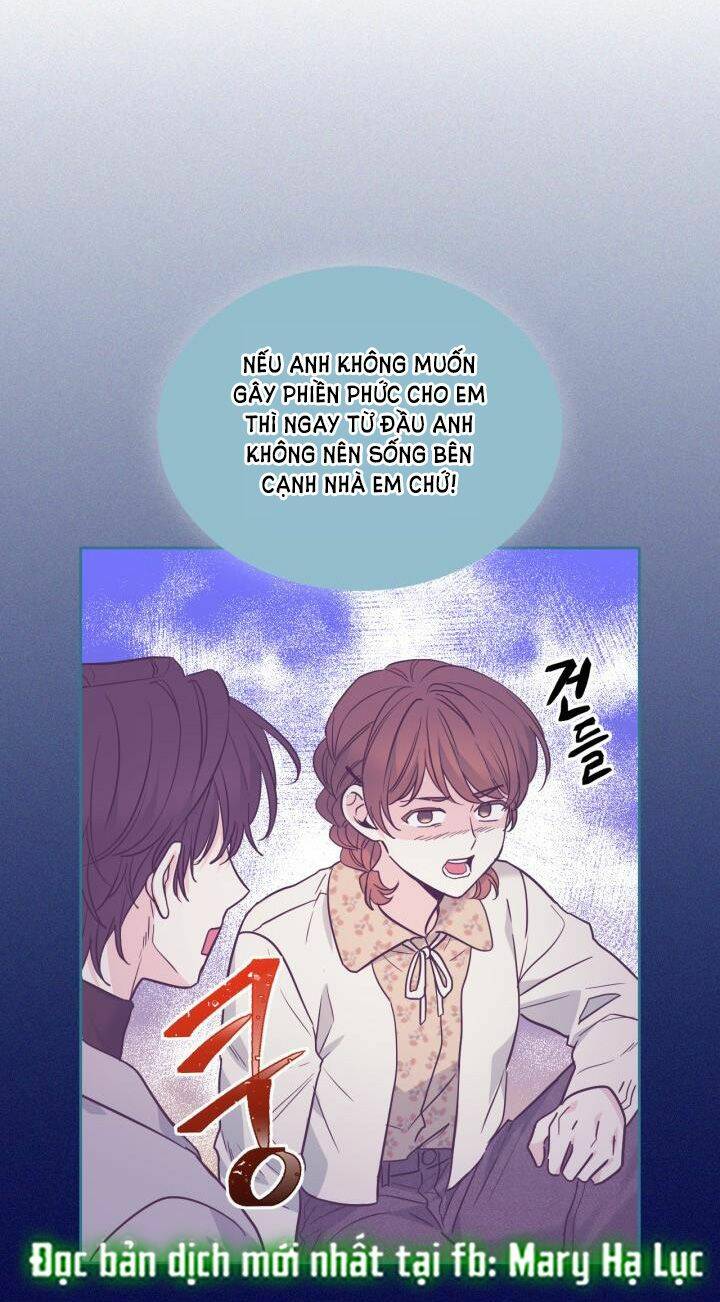 NẾU ANH KHÔNG MUỐN
GÂY PHIỀN PHỨC CHO EM
THÌ NGAY TỪ ĐẦU ANH
KHÔNG NÊN SỐNG BÊN
CẠNH NHÀ EM CHỨ!
건들
쿵
Đọc bản dịch mới nhất tại fb: Mary Hạ Lục